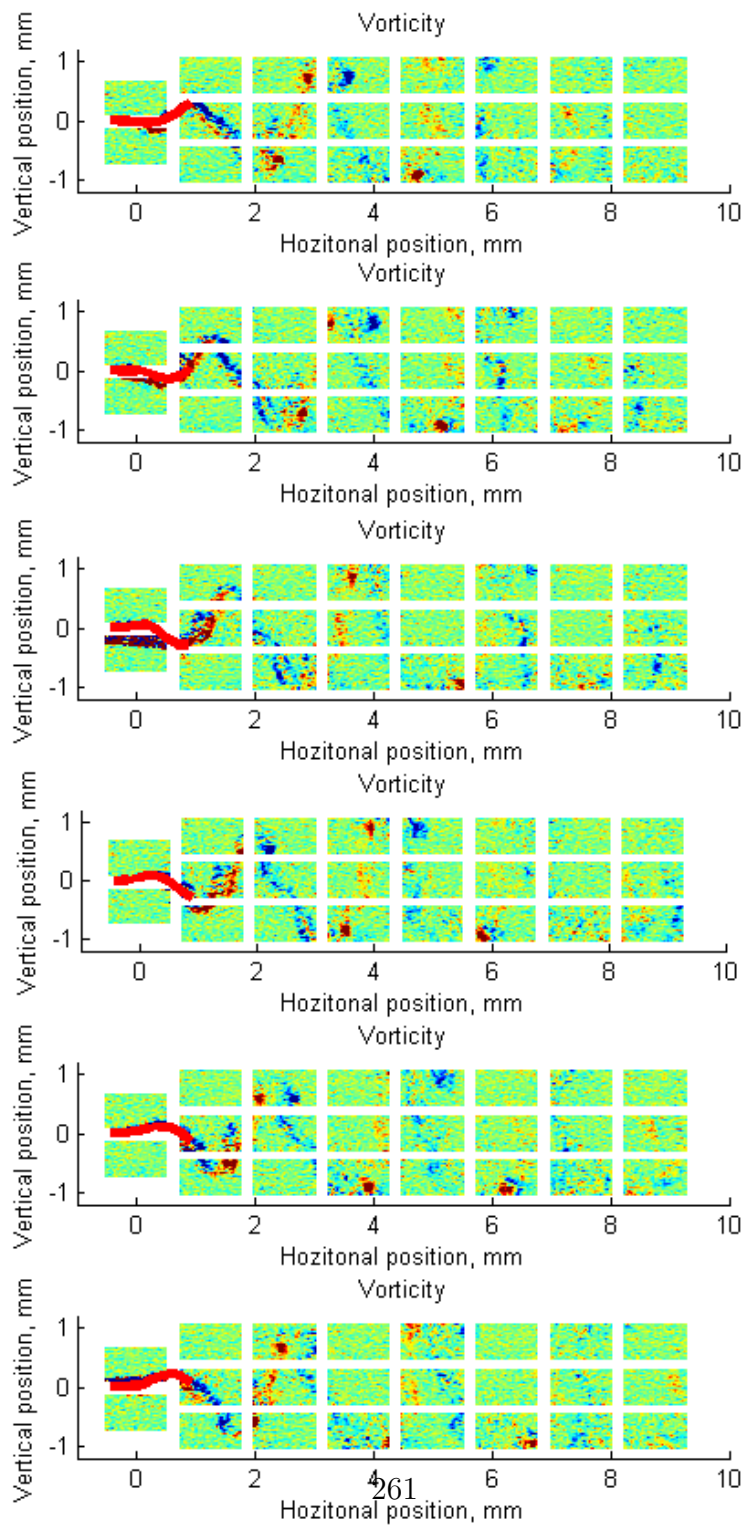 Vorticity
Vertical position, mm
1
0
-1
0 2 4 6 8 10
Hozitonal position, mm
Vorticity
Vertical position, mm
1
0
-1
0 2 4 6 8 10
Hozitonal position, mm
Vorticity
Vertical position, mm
1
0
-1
0 2 4 6 8 10
Hozitonal position, mm
Vorticity
Vertical position, mm
1
0
-1
0 2 4 6 8 10
Hozitonal position, mm
Vorticity
Vertical position, mm
1
0
-1
0 2 4 6 8 10
Hozitonal position, mm
Vorticity
Vertical position, mm
1
0
-1
0 2 4 6 8 10
261
Hozitonal position, mm